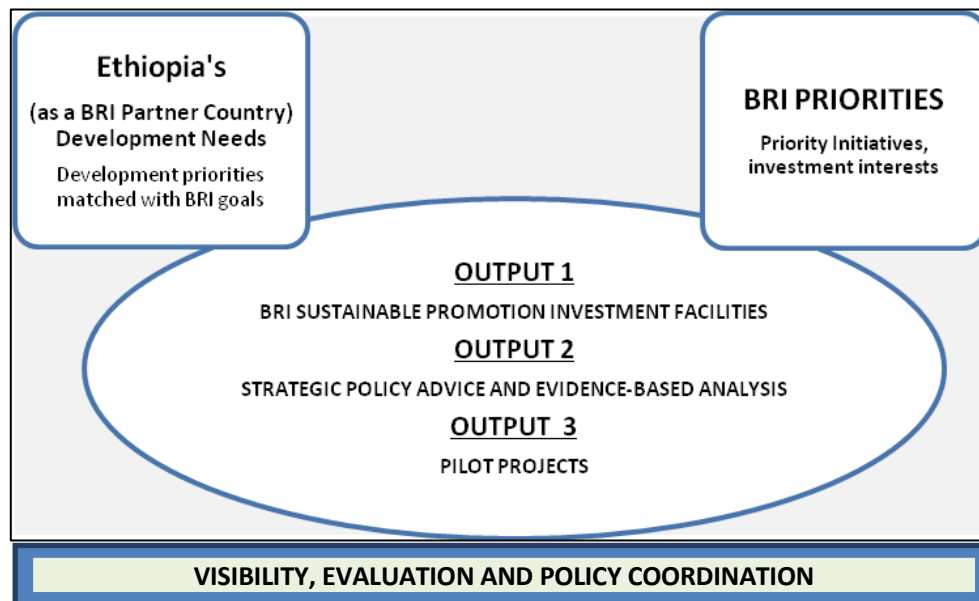 Ethiopia's
(as a BRI Partner Country)
Development Needs
Development priorities
matched with BRI goals
BRI PRIORITIES
Priority Initiatives,
investment interests
OUTPUT 1
BRI SUSTAINABLE PROMOTION INVESTMENT FACILITIES
OUTPUT 2
STRATEGIC POLICY ADVICE AND EVIDENCE-BASED ANALYSIS
OUTPUT 3
PILOT PROJECTS
VISIBILITY, EVALUATION AND POLICY COORDINATION